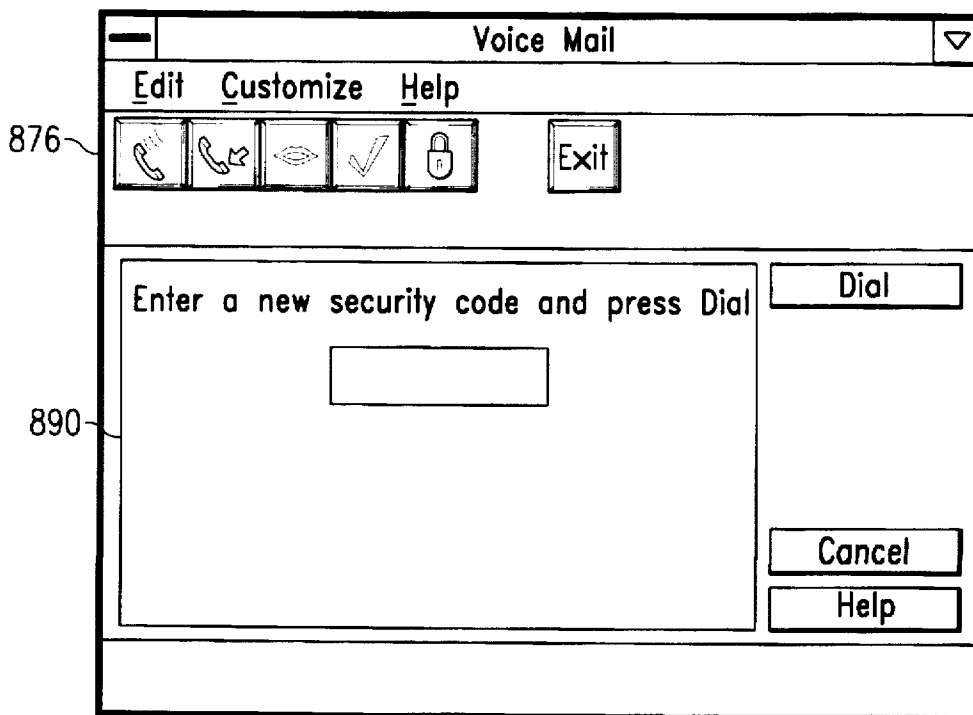 Voice Mail
Edit Customize Help
876
Exit
Enter a new security code and press Dial
Dial
890
Cancel
Help